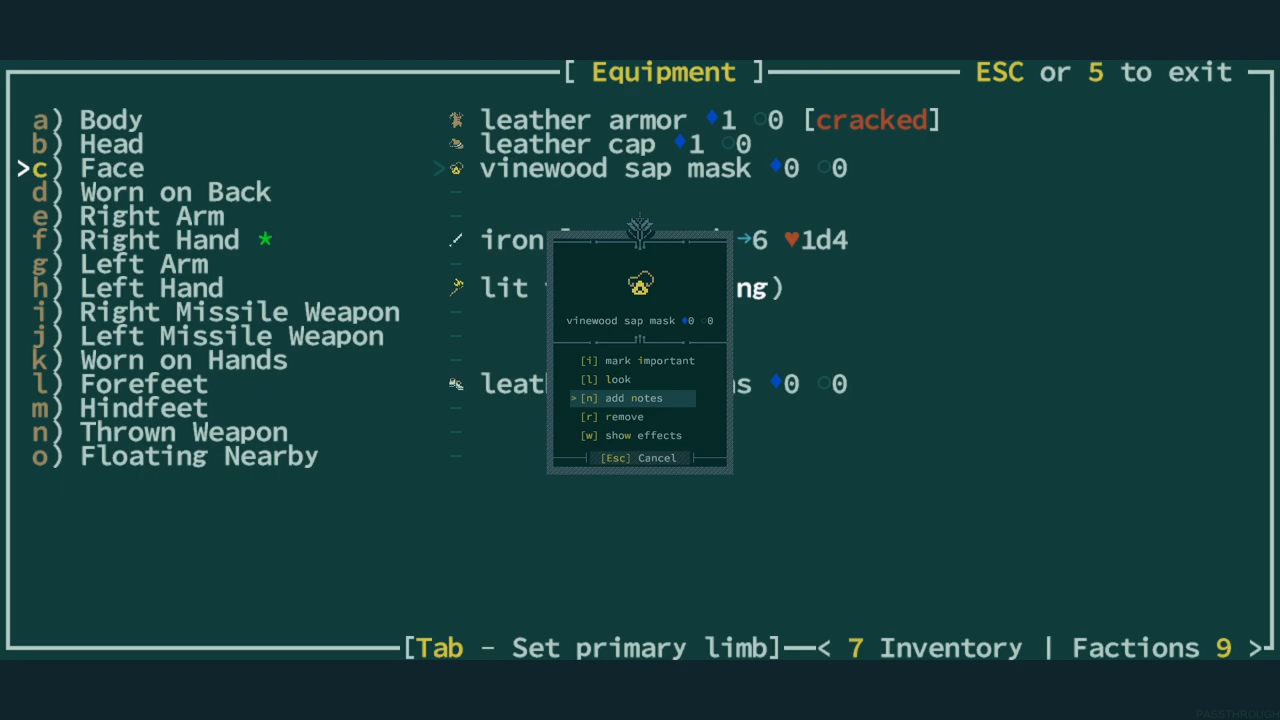 [ Equipment ] ESC or 5 to exit
a) Body leather armor ♦1 ○0 [cracked]
b) Head leather cap ♦1 ○0
>c) Face > vinewood sap mask ♦0 ○0
d) Worn on Back –
e) Right Arm –
f) Right Hand * iron →6 ♥1d4
g) Left Arm –
h) Left Hand lit ng)
i) Right Missile Weapon –
j) Left Missile Weapon –
k) Worn on Hands –
l) Forefeet leat s ♦0 ○0
m) Hindfeet –
n) Thrown Weapon –
o) Floating Nearby –
vinewood sap mask ♦0 ○0
[i] mark important
[l] look
>[n] add notes
[r] remove
[w] show effects
[Esc] Cancel
[Tab – Set primary limb] < 7 Inventory | Factions 9 >
PASSTHROUGH